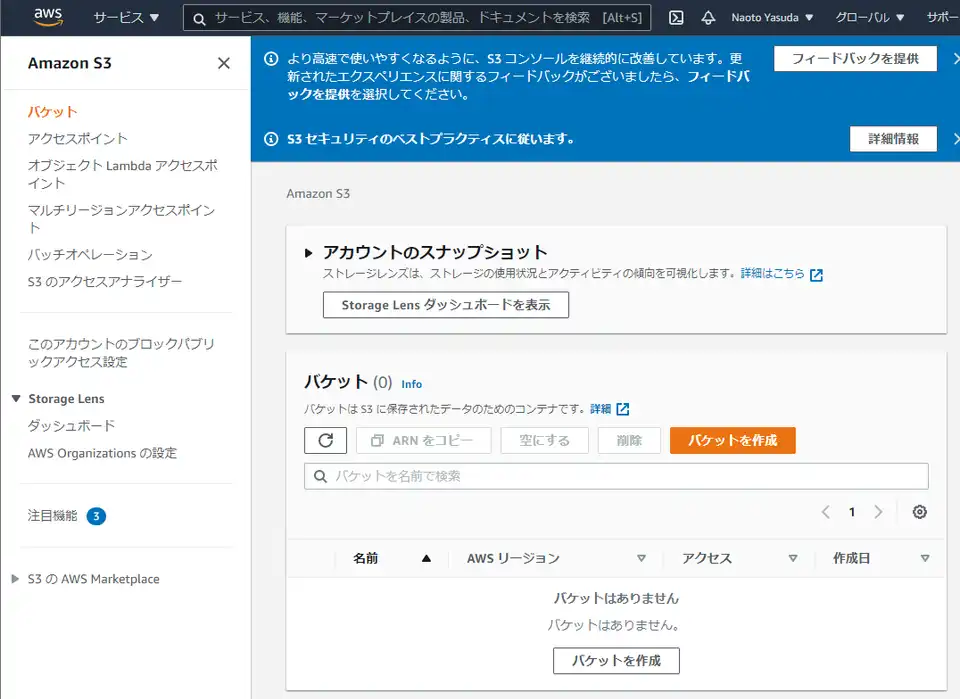 aws
サービス
サービス、機能、マーケットプレイスの製品、ドキュメントを検索 [Alt+S]
Naoto Yasuda
グローバル
サポー
Amazon S3
バケット
アクセスポイント
オブジェクト Lambda アクセスポ
イント
マルチリージョンアクセスポイン
ト
バッチオペレーション
S3 のアクセスアナライザー
このアカウントのブロックパブリ
ックアクセス設定
Storage Lens
ダッシュボード
AWS Organizations の設定
注目機能 3
S3 の AWS Marketplace
より高速で使いやすくなるように、S3 コンソールを継続的に改善しています。更
新されたエクスペリエンスに関するフィードバックがございましたら、フィードバ
ックを提供を選択してください。
フィードバックを提供
S3 セキュリティのベストプラクティスに従います。
詳細情報
Amazon S3
アカウントのスナップショット
ストレージレンズは、ストレージの使用状況とアクティビティの傾向を可視化します。詳細はこちら
Storage Lens ダッシュボードを表示
バケット (0) Info
バケットは S3 に保存されたデータのためのコンテナです。詳細
ARN をコピー
空にする
削除
バケットを作成
バケットを名前で検索
1
名前
AWS リージョン
アクセス
作成日
バケットはありません
バケットはありません。
バケットを作成